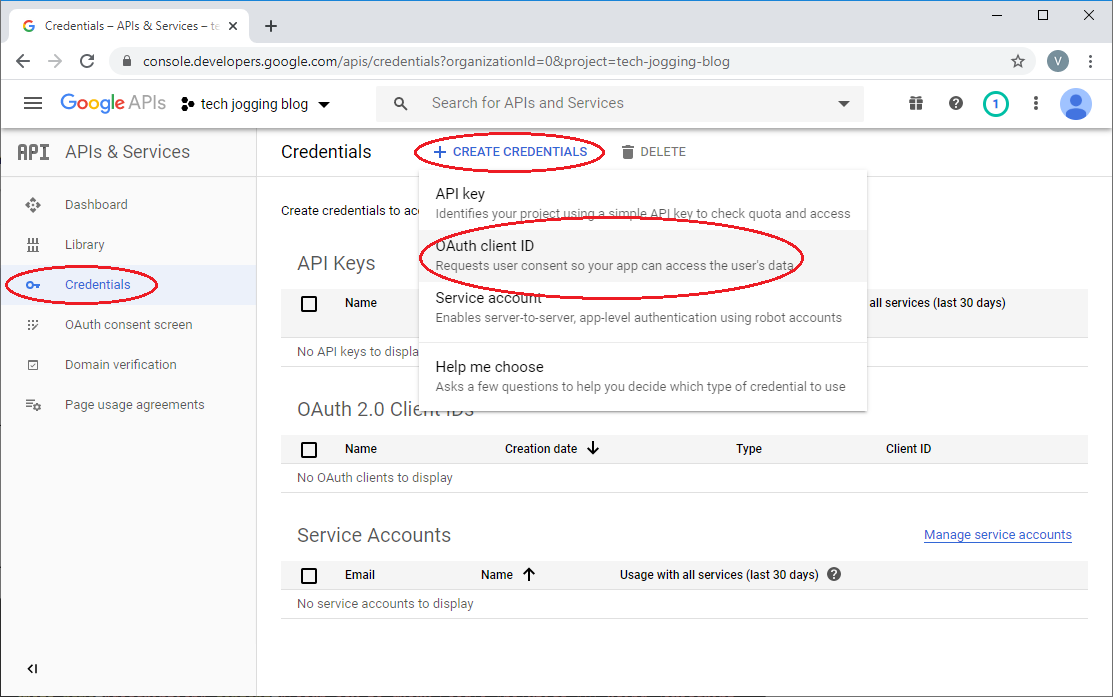 Credentials – APIs & Services – te
console.developers.google.com/apis/credentials?organizationId=0&project=tech-jogging-blog
V
Google APIs
tech jogging blog
Search for APIs and Services
?
1
API APIs & Services
Credentials
+ CREATE CREDENTIALS
DELETE
Dashboard
Library
Credentials
OAuth consent screen
Domain verification
Page usage agreements
Create credentials to acc
API key
Identifies your project using a simple API key to check quota and access
OAuth client ID
Requests user consent so your app can access the user's data
Service account
Enables server-to-server, app-level authentication using robot accounts
Help me choose
Asks a few questions to help you decide which type of credential to use
API Keys
Name
all services (last 30 days)
No API keys to displa
OAuth 2.0 Client IDs
Name Creation date Type Client ID
No OAuth clients to display
Service Accounts
Manage service accounts
Email Name Usage with all services (last 30 days) ?
No service accounts to display